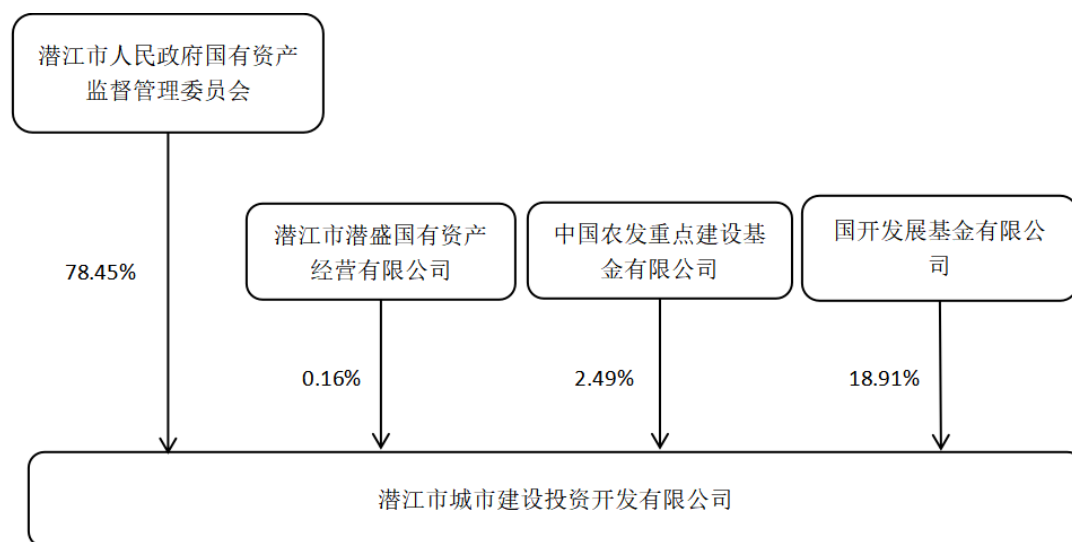 潜江市人民政府国有资产
监督管理委员会
潜江市潜盛国有资产
经营有限公司
中国农发重点建设基
金有限公司
国开发展基金有限公
司
78.45%
0.16%
2.49%
18.91%
潜江市城市建设投资开发有限公司